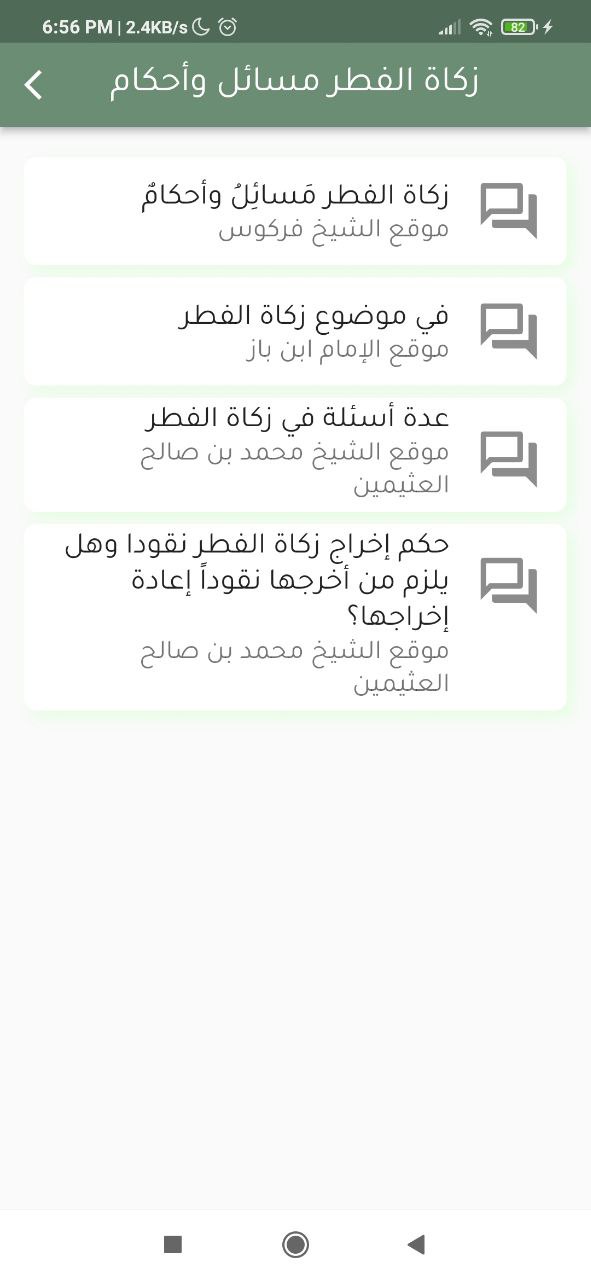 6:56 PM | 2.4KB/s 82
زكاة الفطر مسائل وأحكام
زكاة الفطر مَسائِلُ وأحكامٌ
موقع الشيخ فركوس
في موضوع زكاة الفطر
موقع الإمام ابن باز
عدة أسئلة في زكاة الفطر
موقع الشيخ محمد بن صالح
العثيمين
حكم إخراج زكاة الفطر نقودا وهل
يلزم من أخرجها نقوداً إعادة
إخراجها؟
موقع الشيخ محمد بن صالح
العثيمين